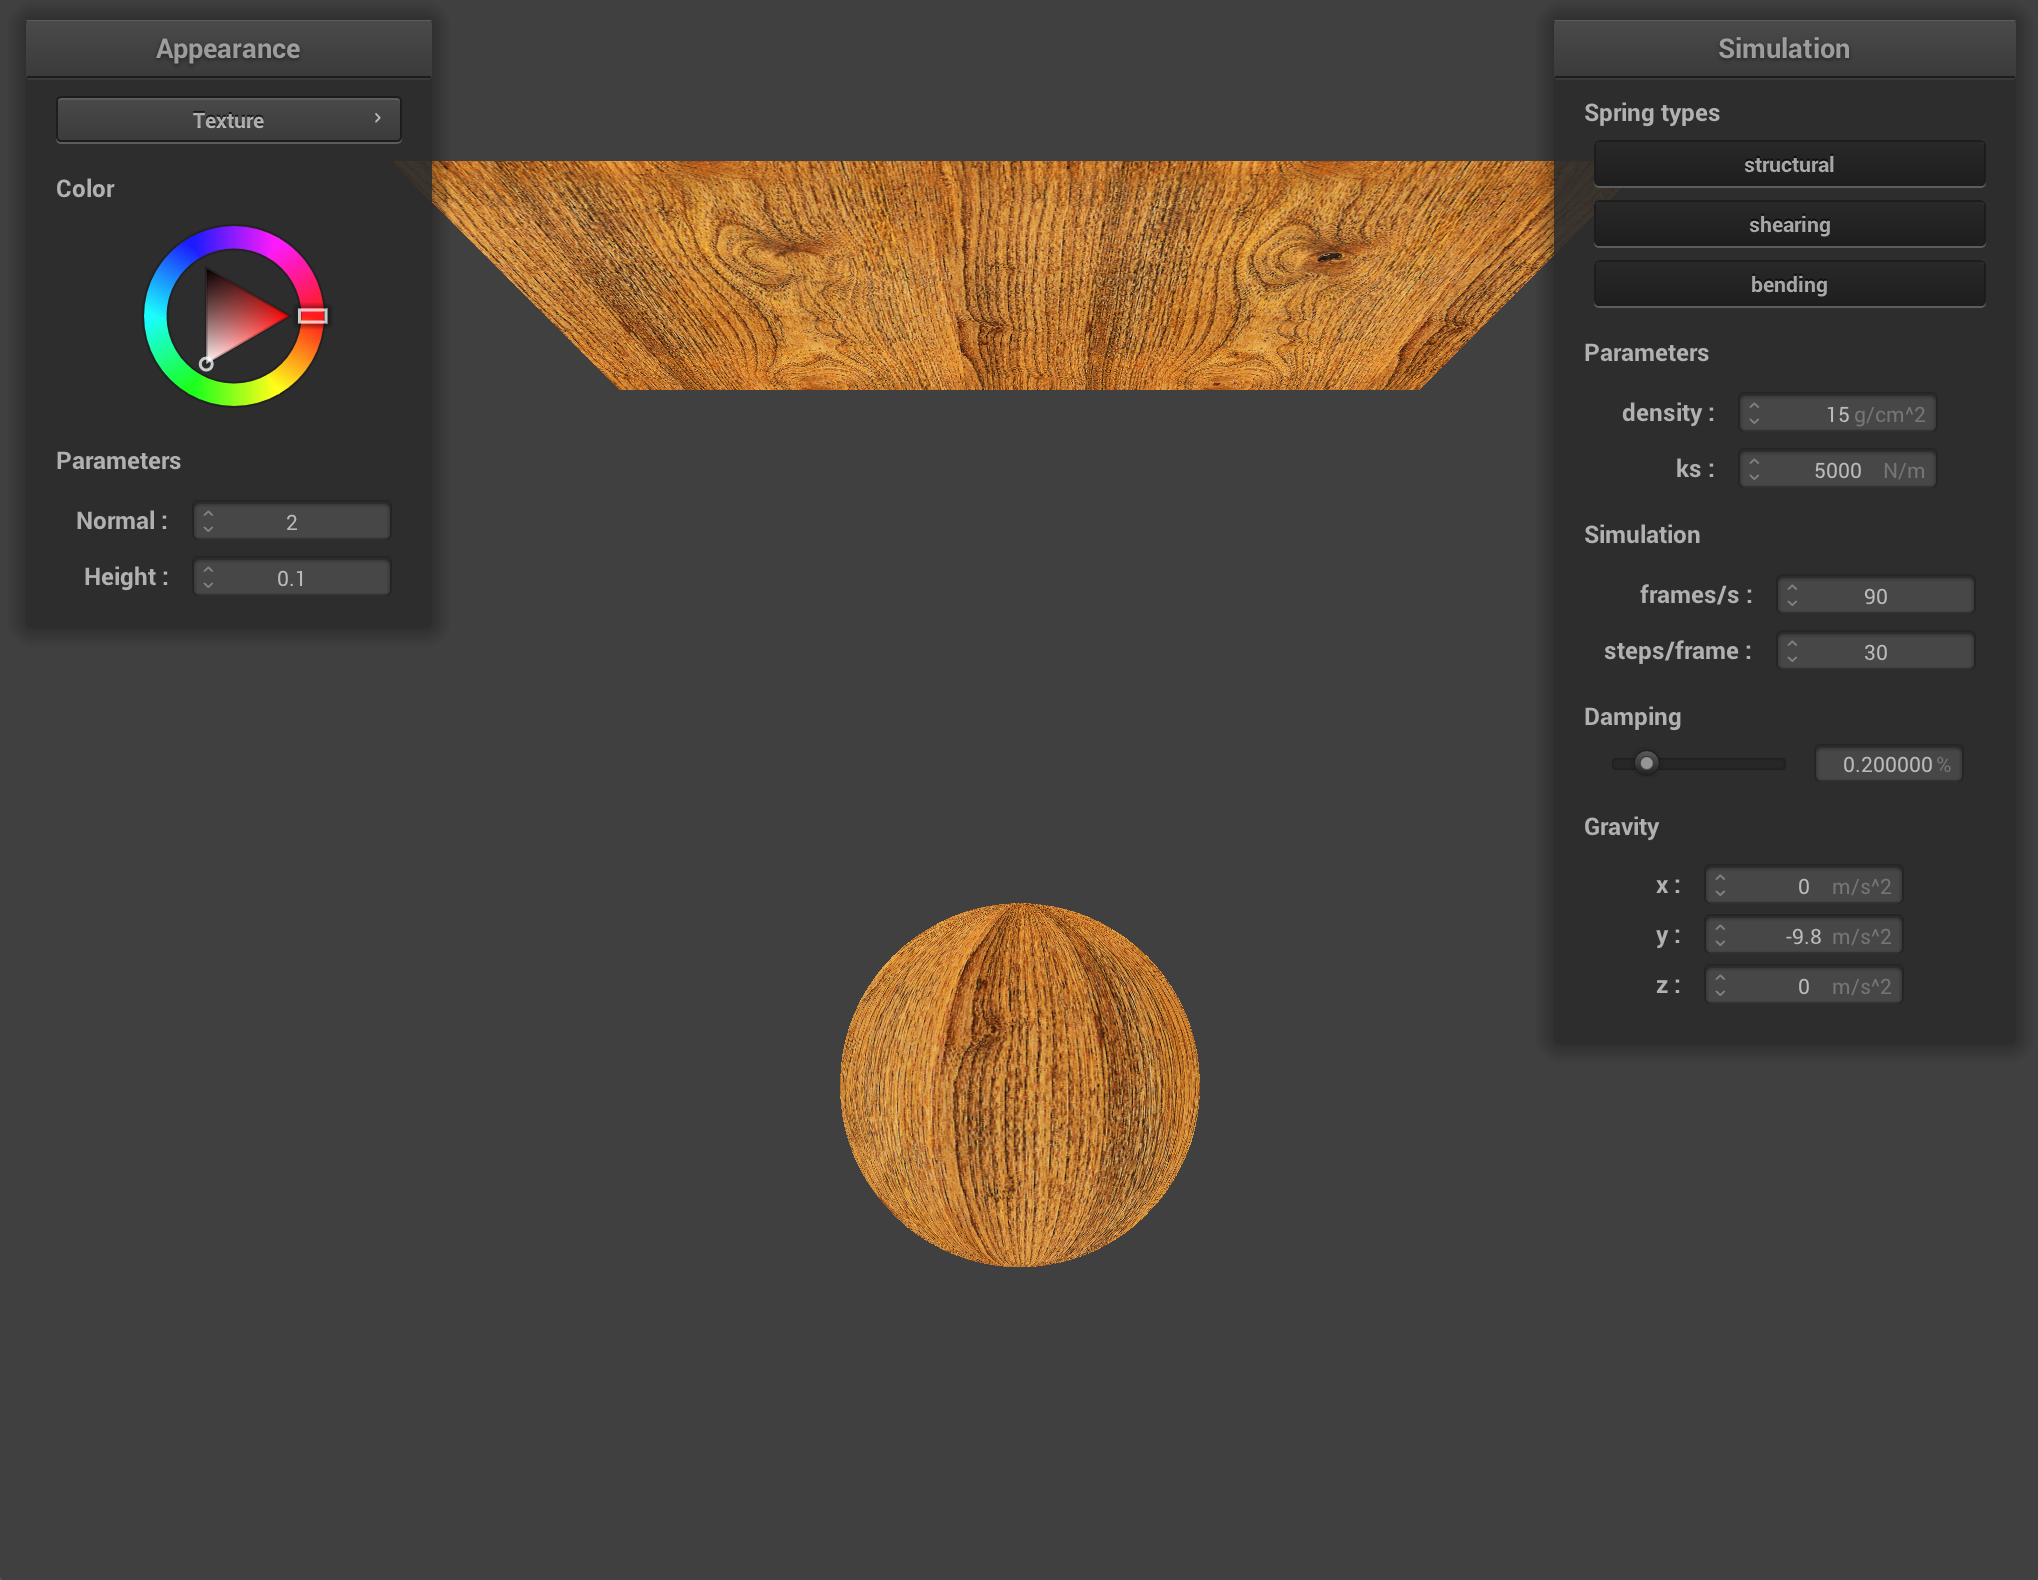 Appearance
Texture
Color
Parameters
Normal : 2
Height : 0.1
Simulation
Spring types
structural
shearing
bending
Parameters
density : 15 g/cm^2
ks : 5000 N/m
Simulation
frames/s : 90
steps/frame : 30
Damping
0.200000 %
Gravity
x : 0 m/s^2
y : -9.8 m/s^2
z : 0 m/s^2